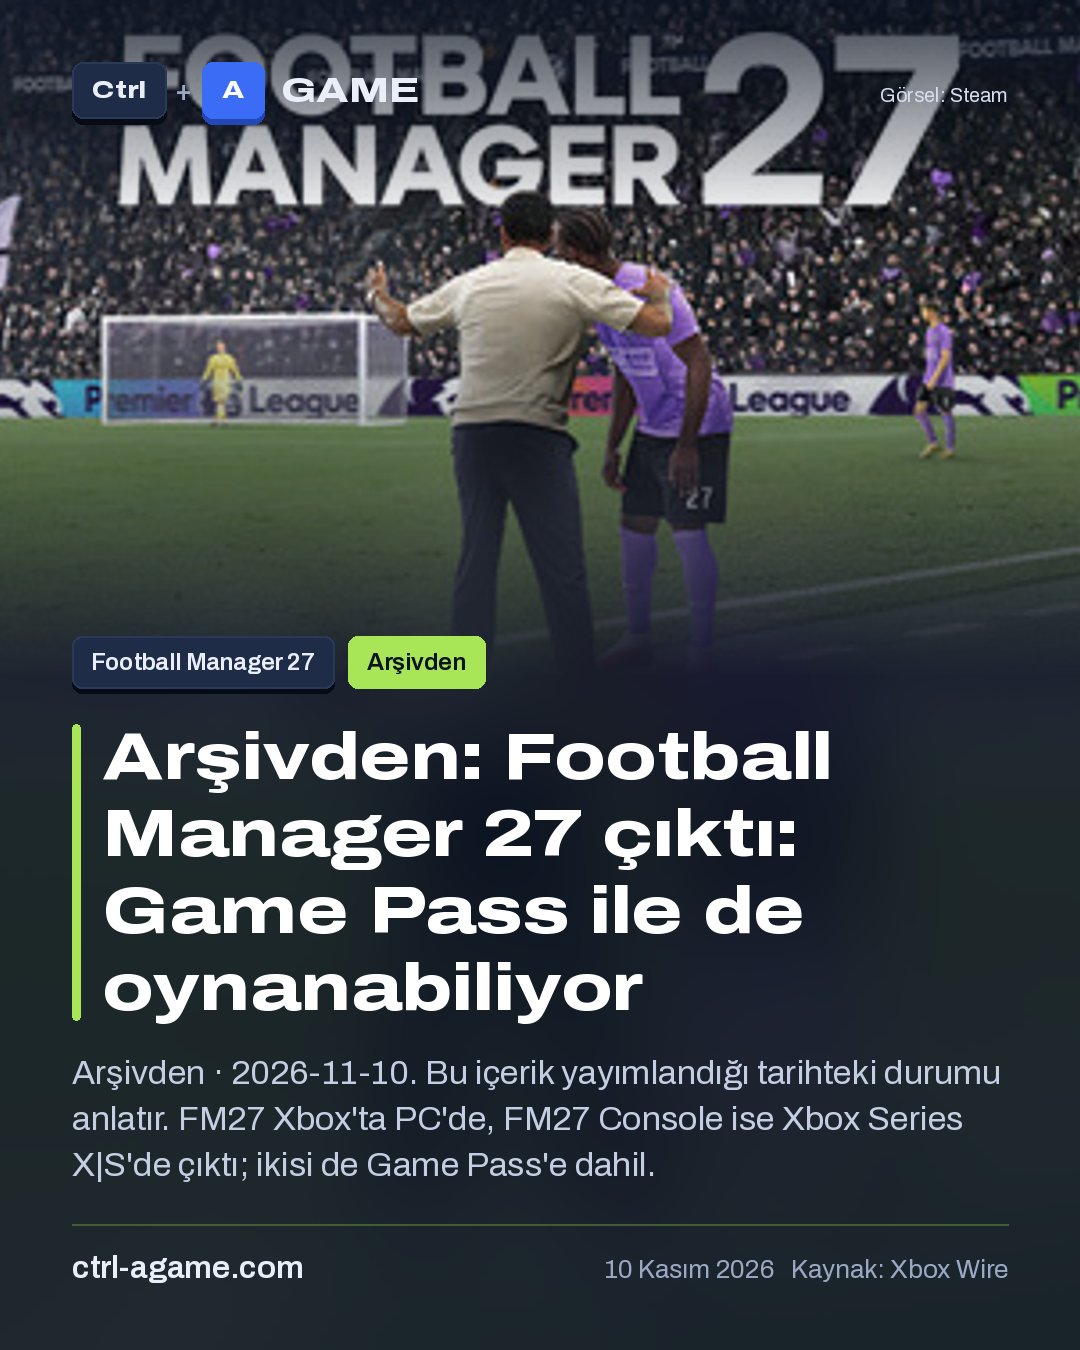 FOOTBALL
MANAGER 27
Ctrl + A GAME
Görsel: Steam
Premier League
League
27
Football Manager 27
Arşivden
Arşivden: Football
Manager 27 çıktı:
Game Pass ile de
oynanabiliyor
Arşivden · 2026-11-10. Bu içerik yayımlandığı tarihteki durumu
anlatır. FM27 Xbox'ta PC'de, FM27 Console ise Xbox Series
X|S'de çıktı; ikisi de Game Pass'e dahil.
ctrl-agame.com
10 Kasım 2026 Kaynak: Xbox Wire